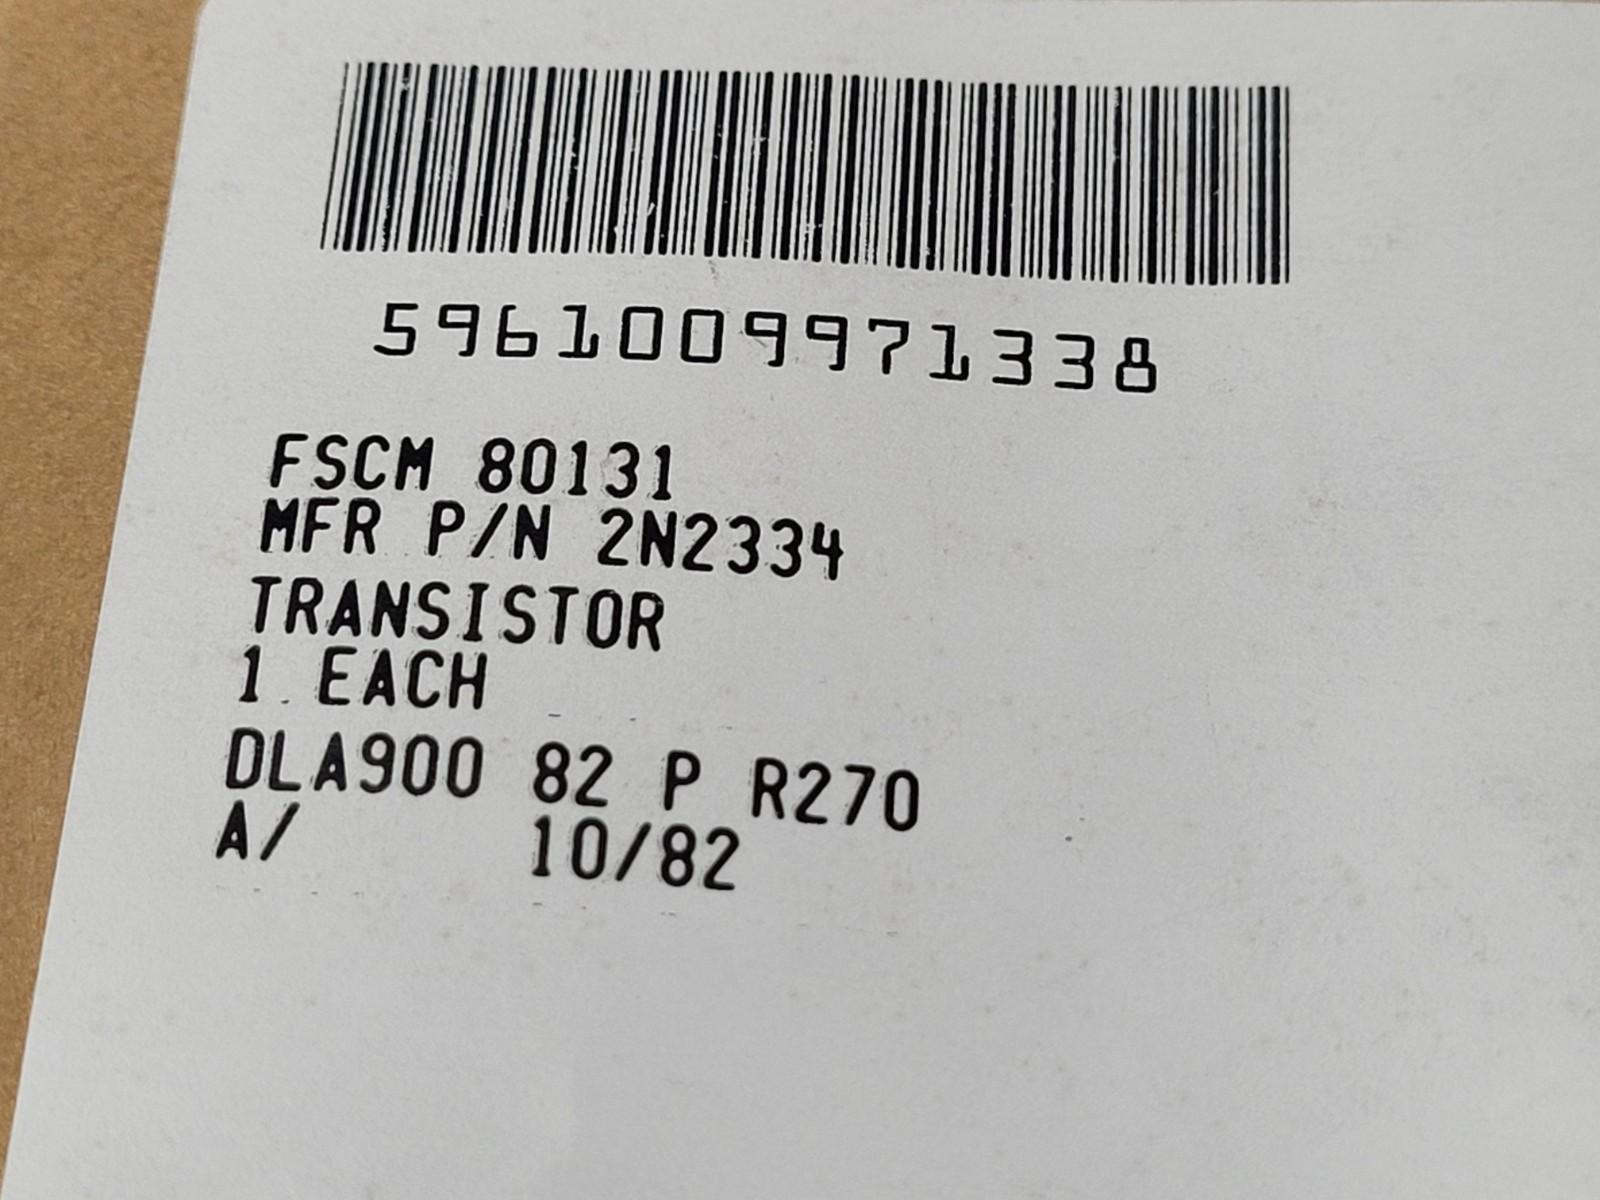 5961009971338
FSCM 80131
MFR P/N 2N2334
TRANSISTOR
1 EACH
DLA900 82 P R270
A/ 10/82